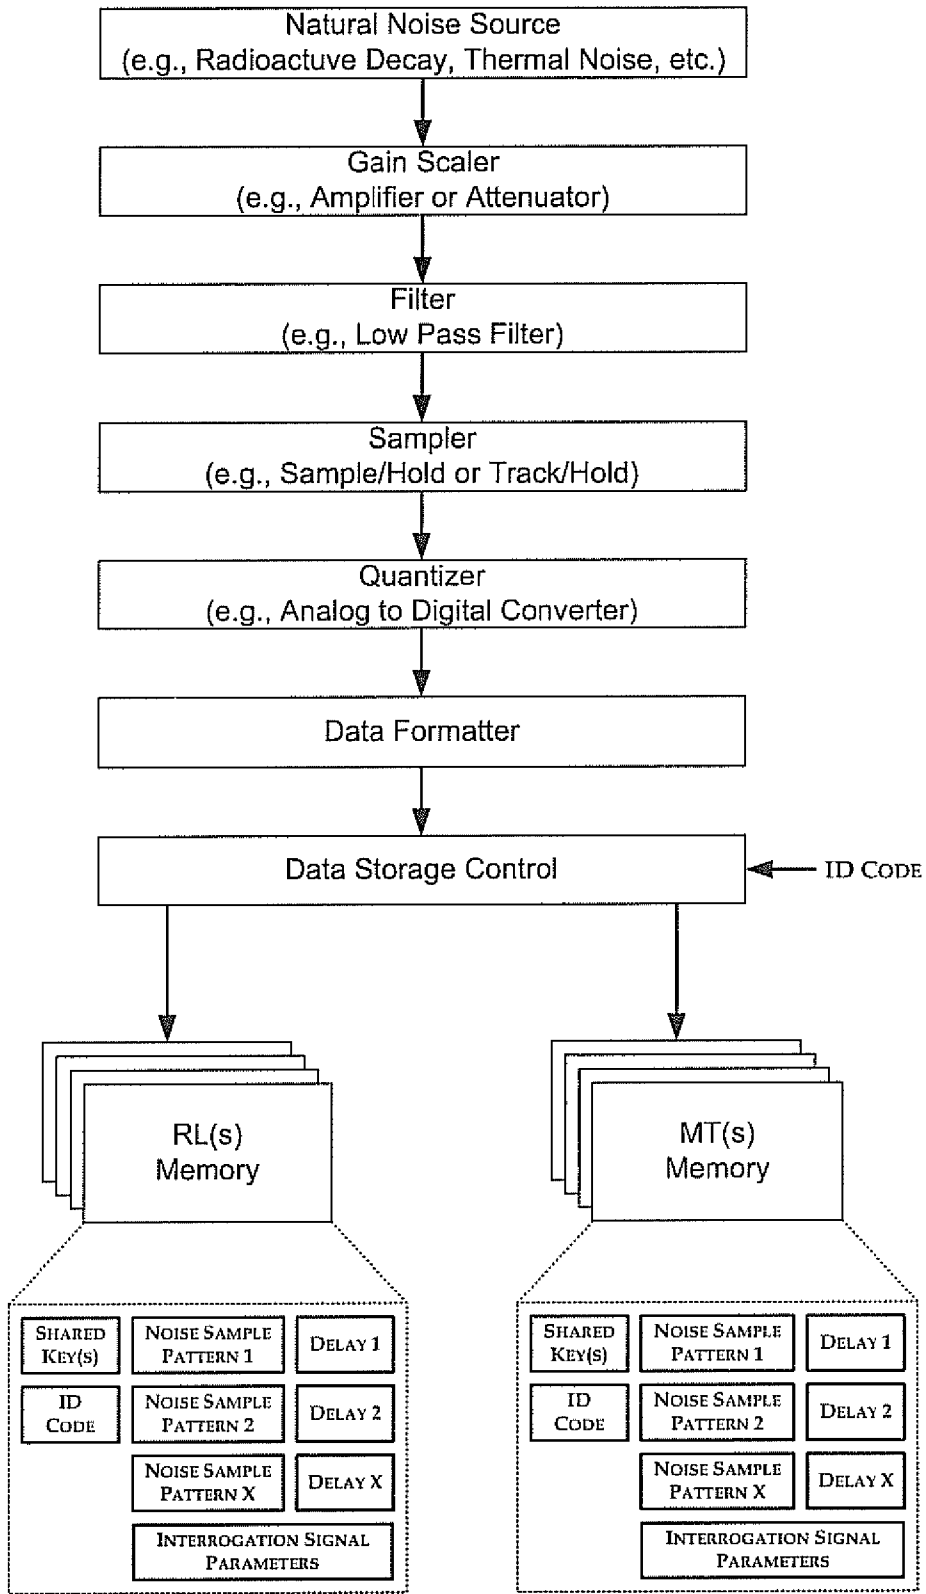 Natural Noise Source
(e.g., Radioactuve Decay, Thermal Noise, etc.)
Gain Scaler
(e.g., Amplifier or Attenuator)
Filter
(e.g., Low Pass Filter)
Sampler
(e.g., Sample/Hold or Track/Hold)
Quantizer
(e.g., Analog to Digital Converter)
Data Formatter
Data Storage Control
ID CODE
RL(s)
Memory
MT(s)
Memory
SHARED
KEY(S)
NOISE SAMPLE
PATTERN 1
DELAY 1
ID
CODE
NOISE SAMPLE
PATTERN 2
DELAY 2
NOISE SAMPLE
PATTERN X
DELAY X
INTERROGATION SIGNAL
PARAMETERS
SHARED
KEY(S)
NOISE SAMPLE
PATTERN 1
DELAY 1
ID
CODE
NOISE SAMPLE
PATTERN 2
DELAY 2
NOISE SAMPLE
PATTERN X
DELAY X
INTERROGATION SIGNAL
PARAMETERS